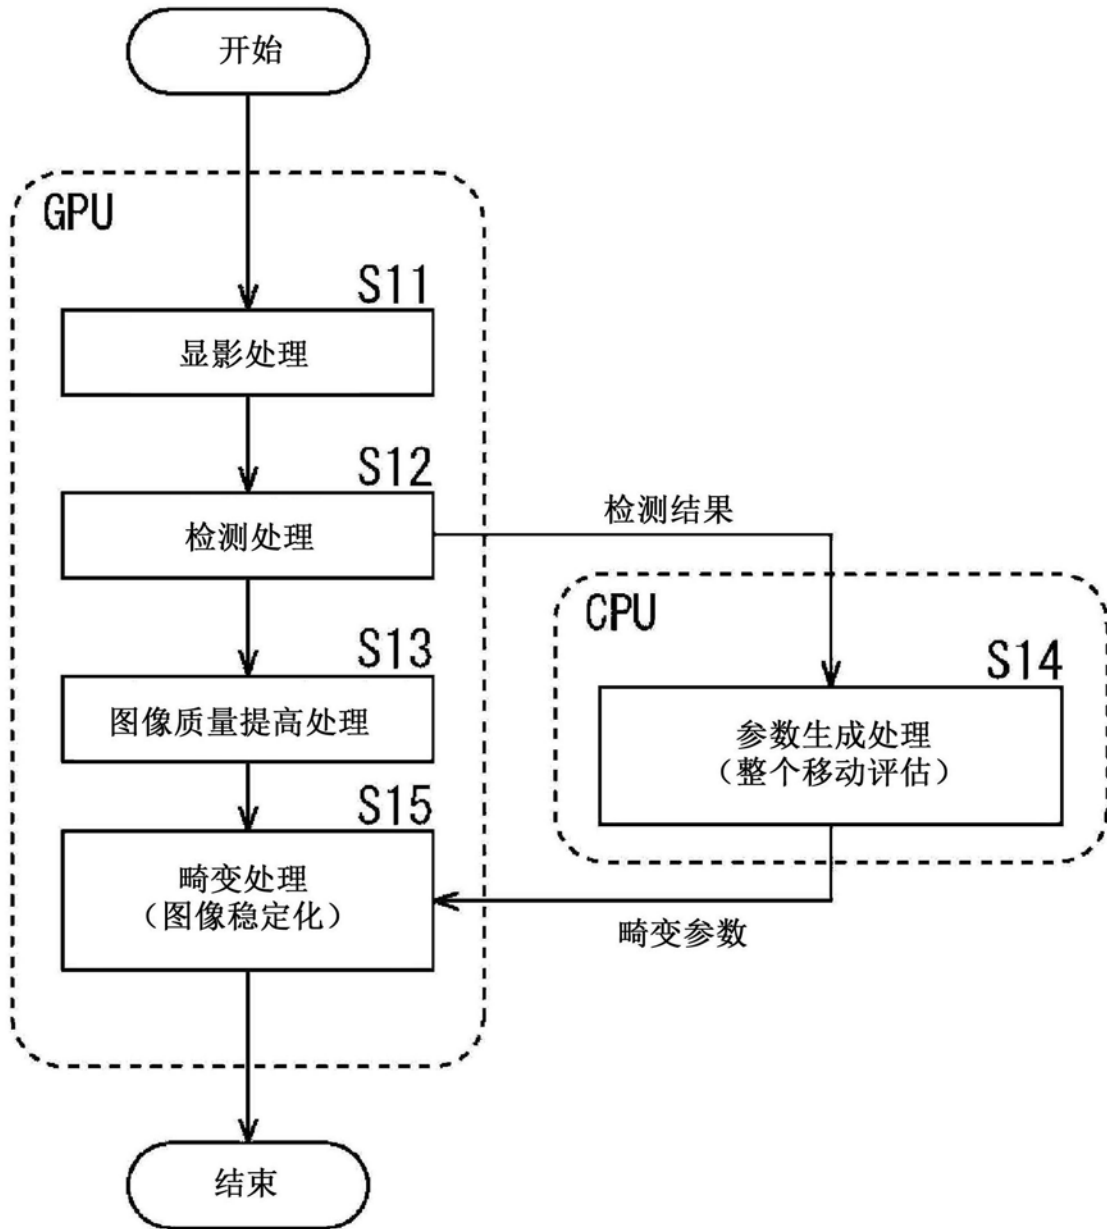 开始
GPU
S11
显影处理
S12
检测处理
检测结果
CPU
S13
图像质量提高处理
S14
参数生成处理
(整个移动评估)
S15
畸变处理
(图像稳定化)
畸变参数
结束